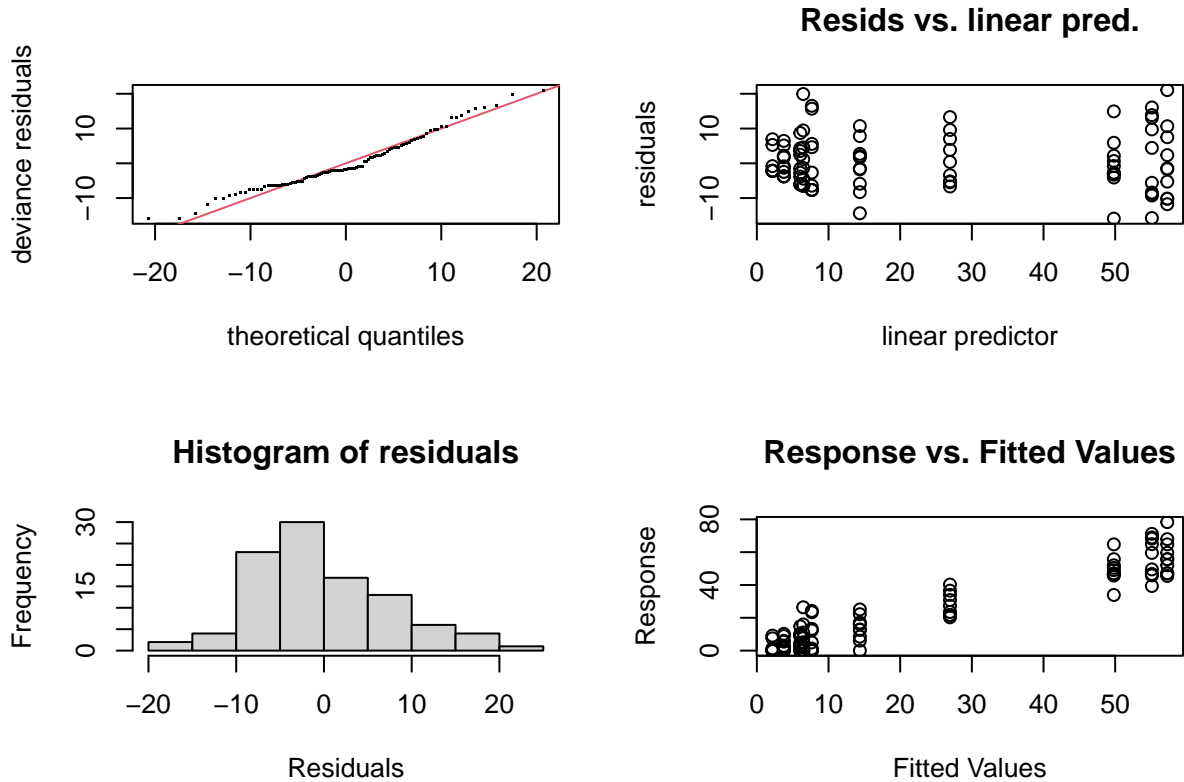 deviance residuals
−10
10
−20
−10
0
10
20
theoretical quantiles
Resids vs. linear pred.
residuals
−10
10
0
10
20
30
40
50
linear predictor
Histogram of residuals
Frequency
0
15
30
−20
−10
0
10
20
Residuals
Response vs. Fitted Values
Response
0
40
80
0
10
20
30
40
50
Fitted Values